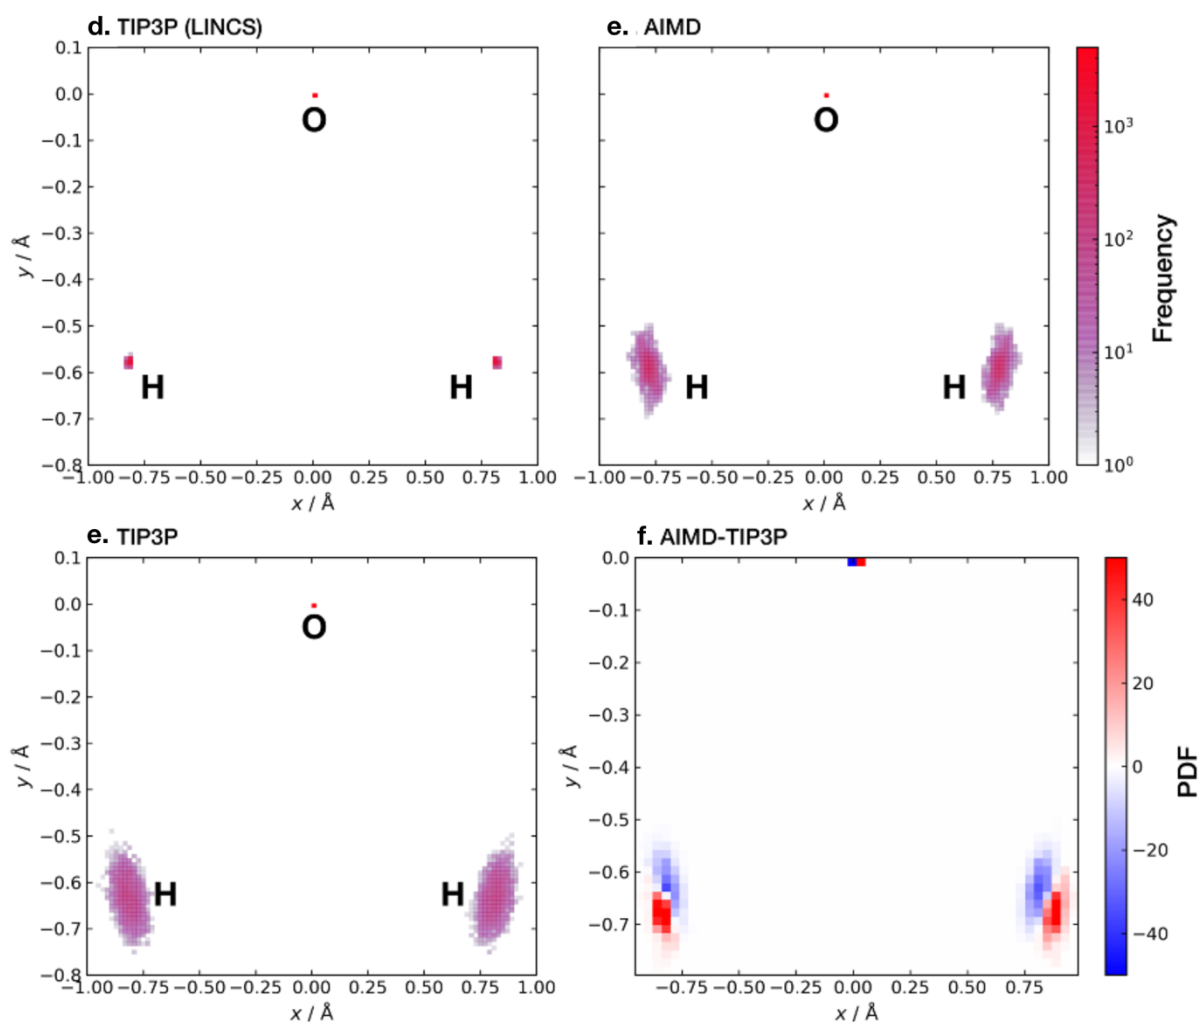 d. TIP3P (LINCS)
e. AIMD
0.1
0.0
−0.1
−0.2
−0.3
−0.4
−0.5
−0.6
−0.7
−0.8
y / Å
O
H
H
−1.00 −0.75 −0.50 −0.25 0.00 0.25 0.50 0.75 1.00
x / Å
O
H
H
−1.00 −0.75 −0.50 −0.25 0.00 0.25 0.50 0.75 1.00
x / Å
10³
10²
10¹
10⁰
Frequency
e. TIP3P
f. AIMD-TIP3P
0.1
0.0
−0.1
−0.2
−0.3
−0.4
−0.5
−0.6
−0.7
−0.8
y / Å
O
H
H
−1.00 −0.75 −0.50 −0.25 0.00 0.25 0.50 0.75 1.00
x / Å
0.0
−0.1
−0.2
−0.3
−0.4
−0.5
−0.6
−0.7
y / Å
−0.75 −0.50 −0.25 0.00 0.25 0.50 0.75
x / Å
40
20
0
−20
−40
PDF